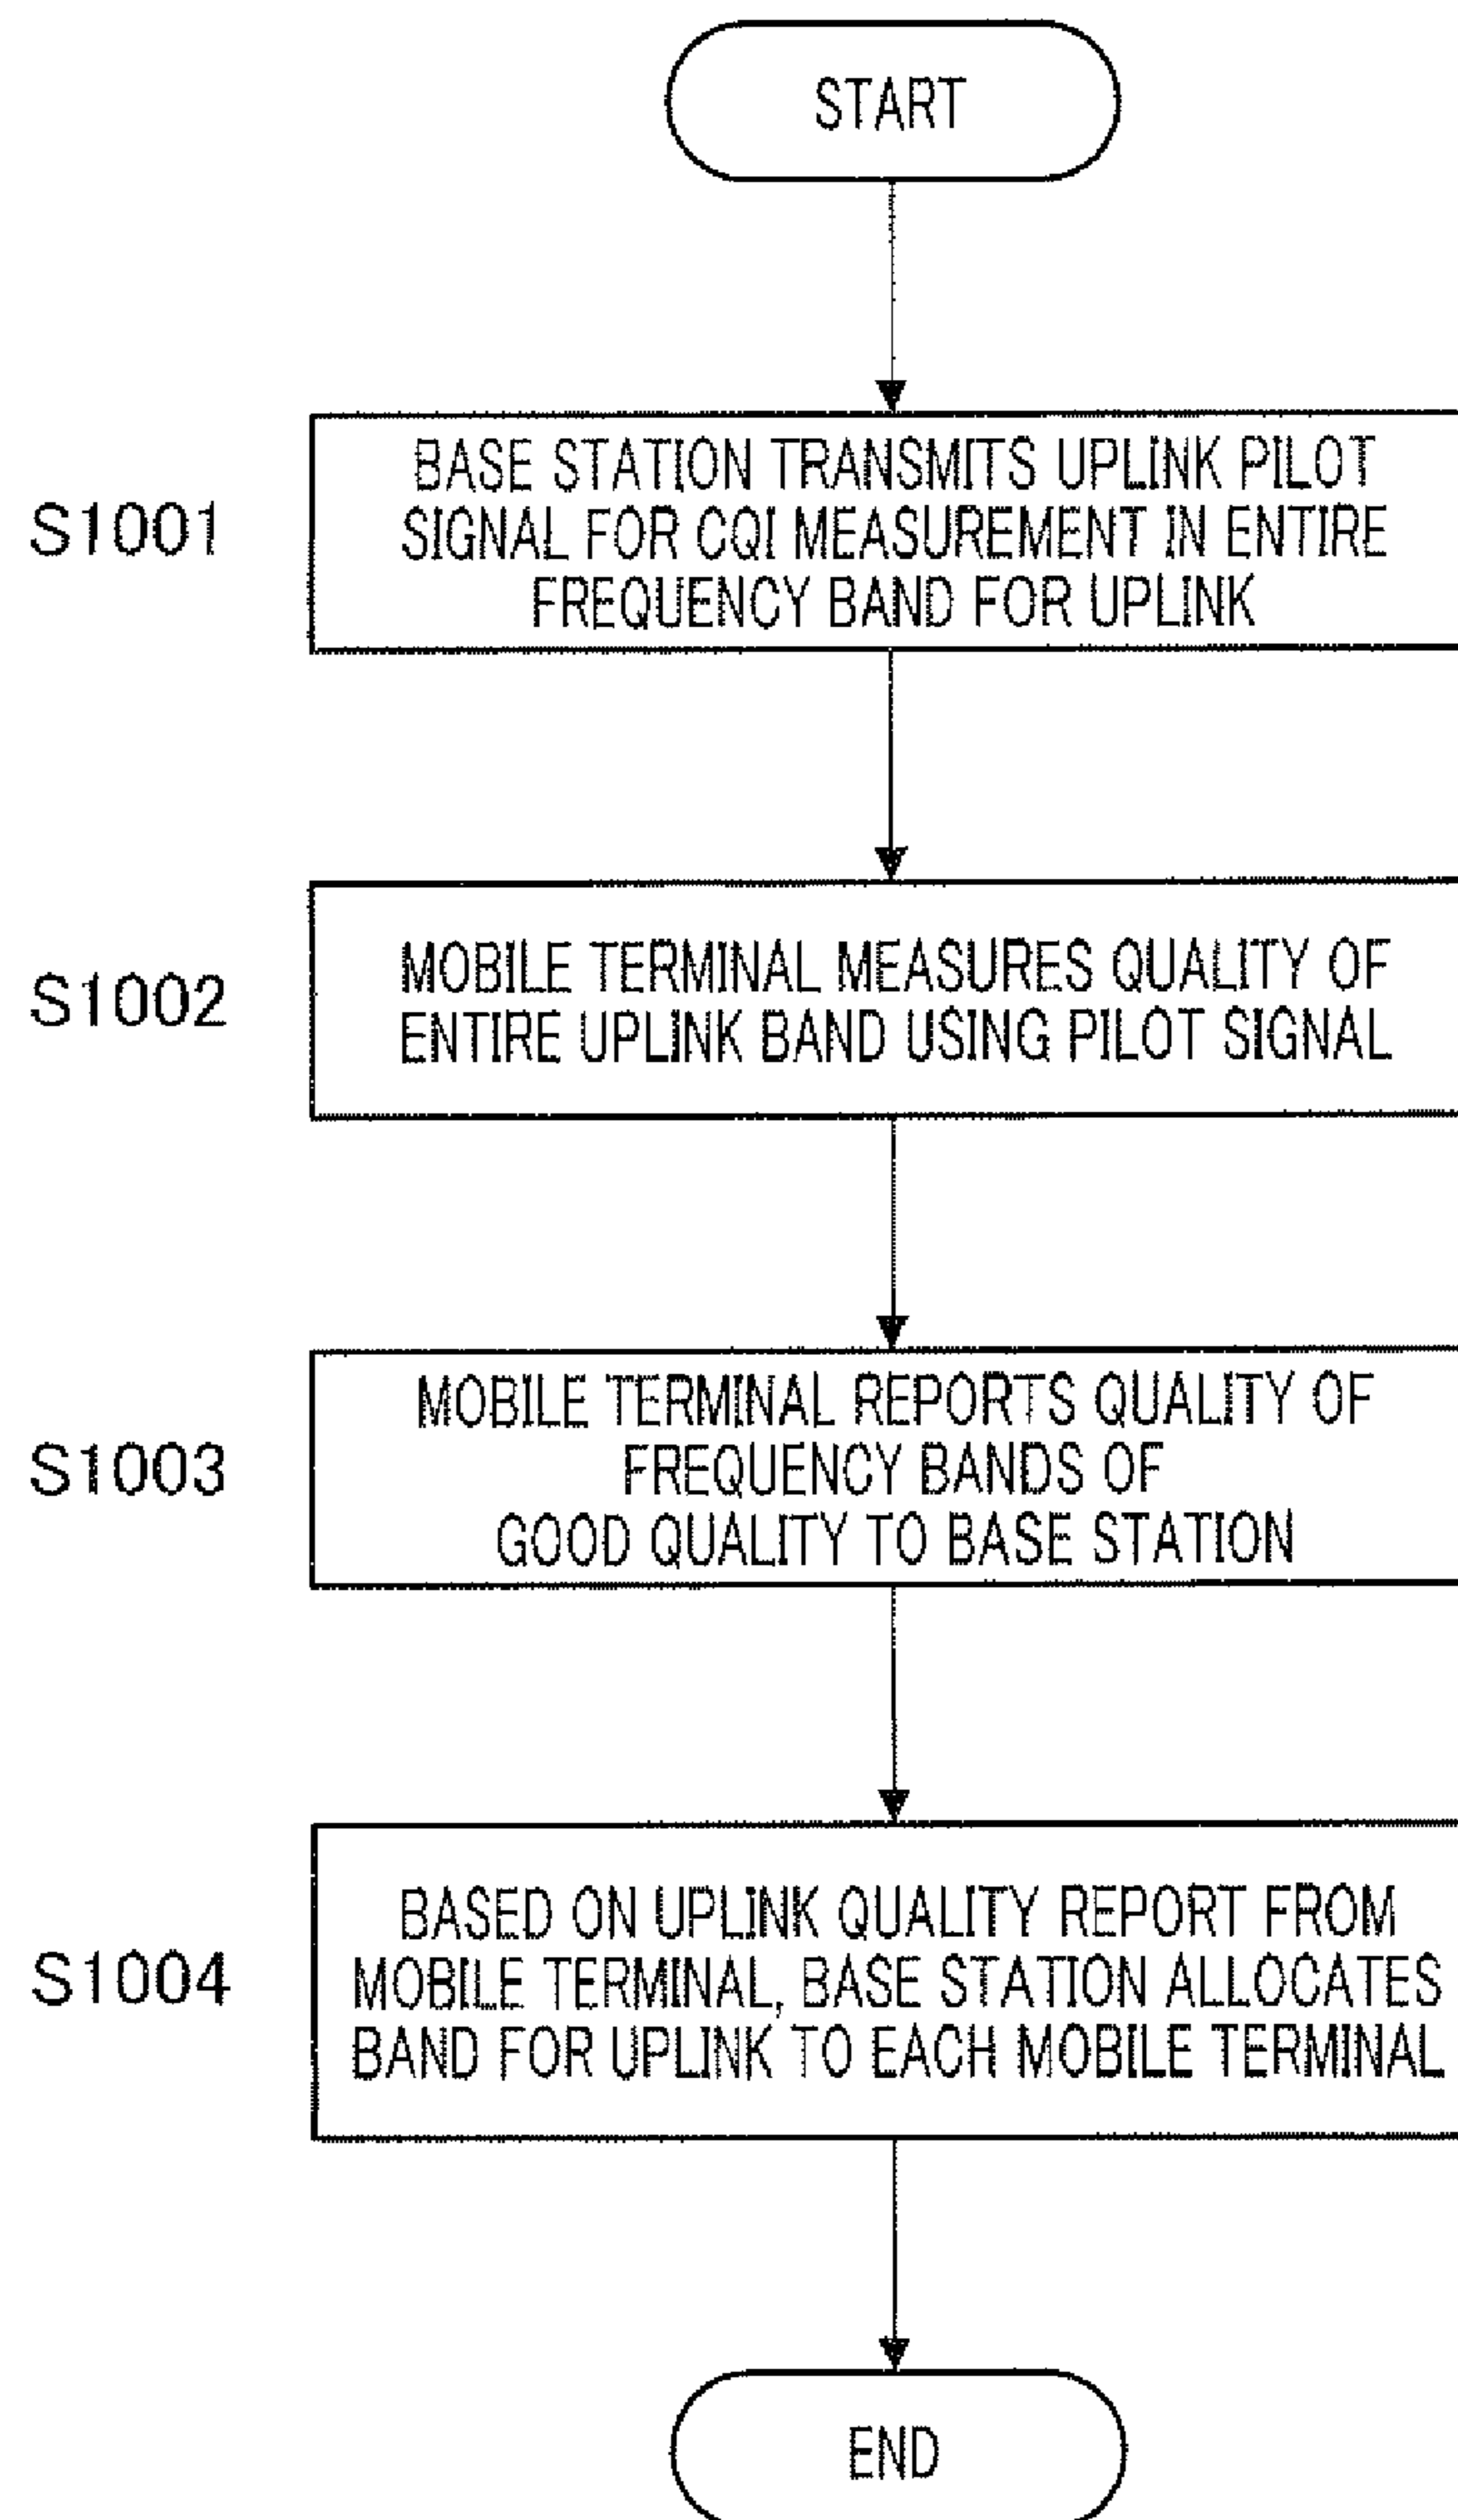 START
S1001
BASE STATION TRANSMITS UPLINK PILOT
SIGNAL FOR CQI MEASUREMENT IN ENTIRE
FREQUENCY BAND FOR UPLINK
S1002
MOBILE TERMINAL MEASURES QUALITY OF
ENTIRE UPLINK BAND USING PILOT SIGNAL
S1003
MOBILE TERMINAL REPORTS QUALITY OF
FREQUENCY BANDS OF
GOOD QUALITY TO BASE STATION
S1004
BASED ON UPLINK QUALITY REPORT FROM
MOBILE TERMINAL, BASE STATION ALLOCATES
BAND FOR UPLINK TO EACH MOBILE TERMINAL
END